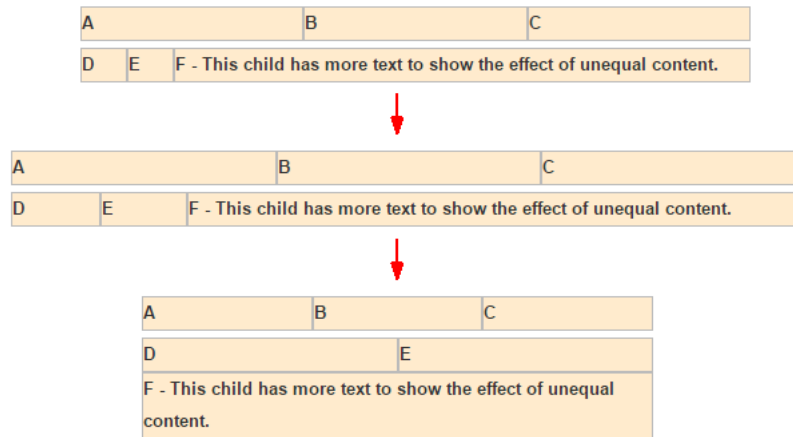 A B C
D E F - This child has more text to show the effect of unequal content.
A B C
D E F - This child has more text to show the effect of unequal content.
A B C
D E
F - This child has more text to show the effect of unequal
content.